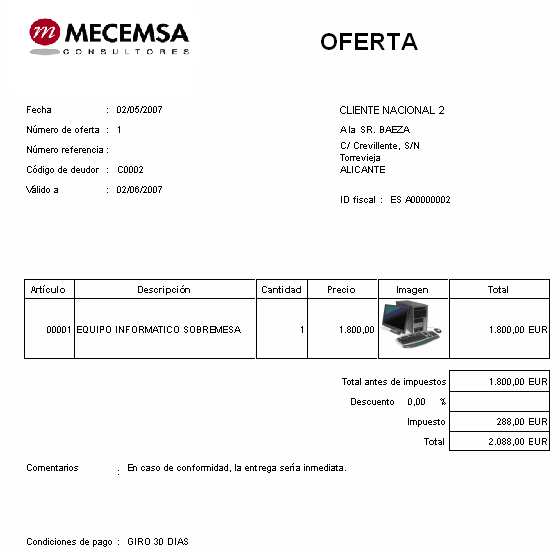 m MECEMSA
CONSULTORES
OFERTA
Fecha : 02/05/2007
Número de oferta : 1
Número referencia :
Código de deudor : C0002
Válido a : 02/06/2007
CLIENTE NACIONAL 2
A la SR. BAEZA
C/ Crevillente, S/N
Torrevieja
ALICANTE
ID fiscal : ES A00000002
Artículo Descripción Cantidad Precio Imagen Total
00001 EQUIPO INFORMATICO SOBREMESA 1 1.800,00 1.800,00 EUR
Total antes de impuestos 1.800,00 EUR
Descuento 0,00 %
Impuesto 288,00 EUR
Total 2.088,00 EUR
Comentarios : En caso de conformidad, la entrega sería inmediata.
Condiciones de pago : GIRO 30 DIAS